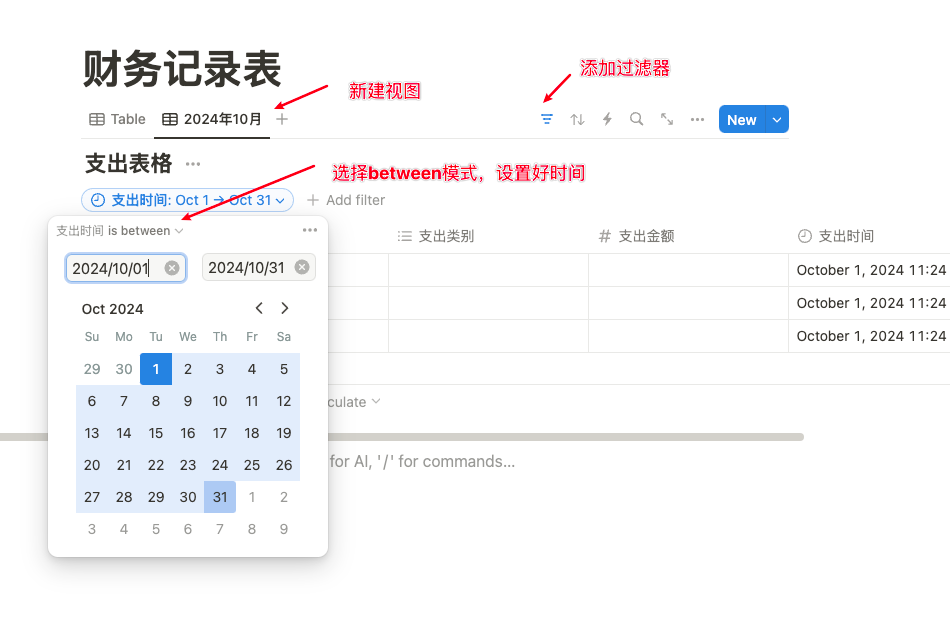 财务记录表
新建视图
添加过滤器
Table 2024年10月
New
支出表格
选择between模式，设置好时间
支出时间: Oct 1 → Oct 31 Add filter
支出时间 is between
支出类别 # 支出金额 支出时间
2024/10/01 2024/10/31
October 1, 2024 11:24
October 1, 2024 11:24
October 1, 2024 11:24
Oct 2024
Su Mo Tu We Th Fr Sa
29 30 1 2 3 4 5
6 7 8 9 10 11 12
13 14 15 16 17 18 19
20 21 22 23 24 25 26
27 28 29 30 31 1 2
3 4 5 6 7 8 9
culate
for AI, '/' for commands...